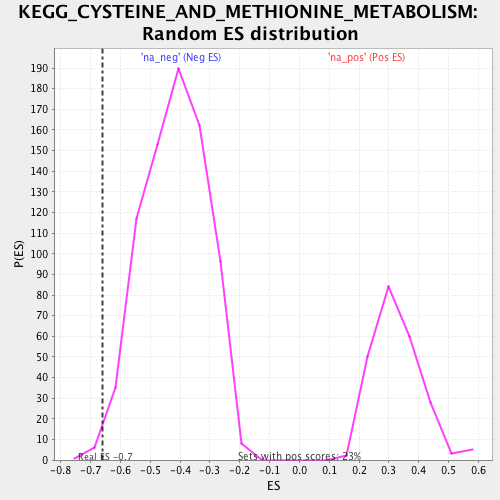 KEGG_CYSTEINE_AND_METHIONINE_METABOLISM:
Random ES distribution
'na_neg' (Neg ES)
'na_pos' (Pos ES)
190
180
170
160
150
140
130
120
110
100
90
80
70
60
50
40
30
20
10
0
P(ES)
Real ES -0.7
Sets with pos scores: 23%
-0.8 -0.7 -0.6 -0.5 -0.4 -0.3 -0.2 -0.1 0.0 0.1 0.2 0.3 0.4 0.5 0.6
ES